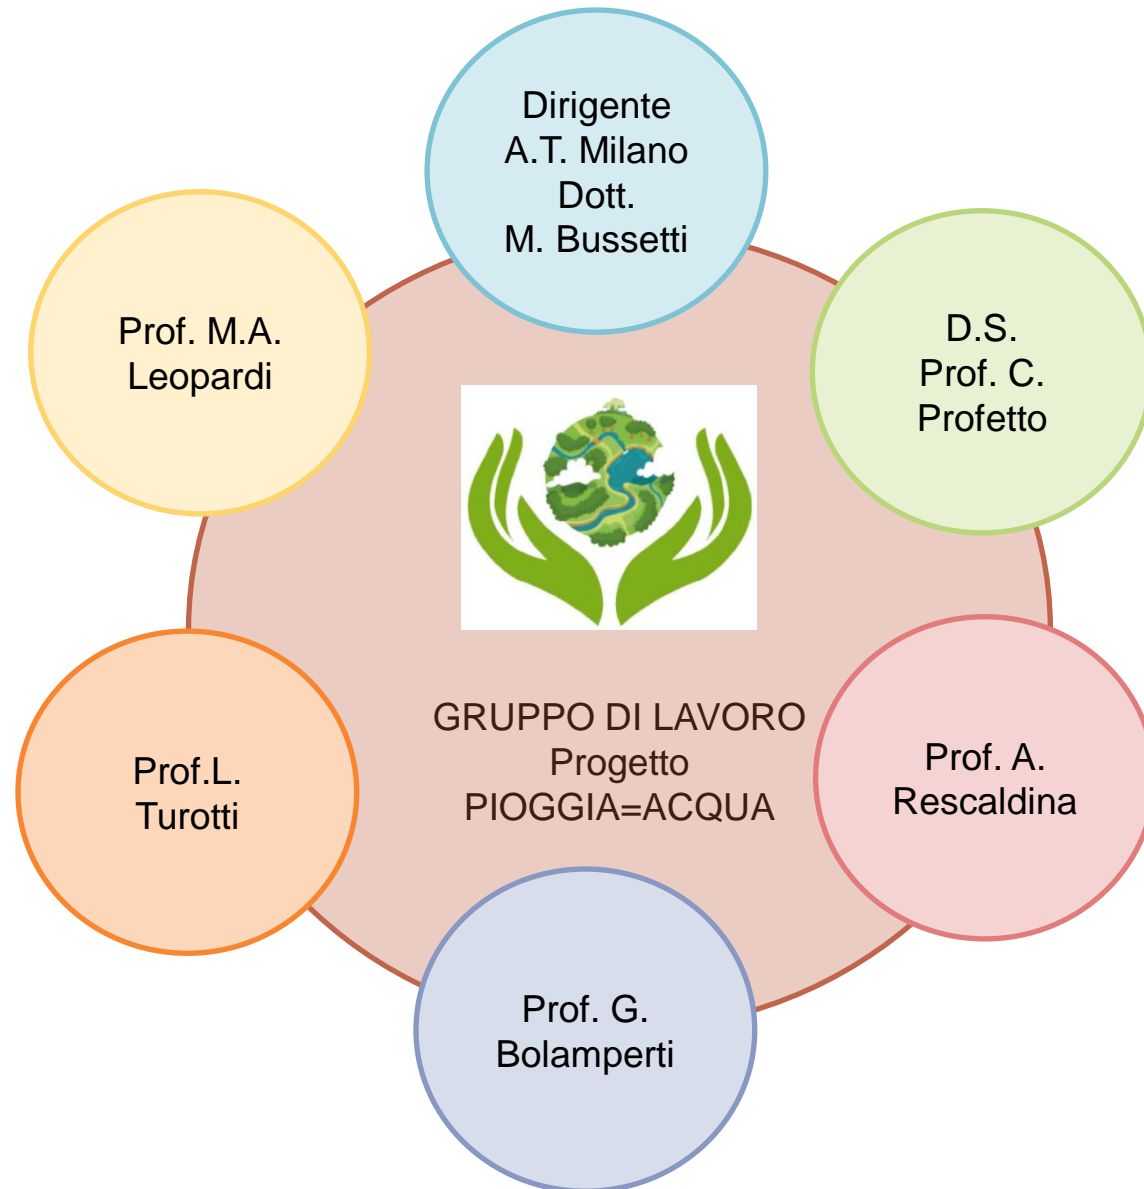 Dirigente
A.T. Milano
Dott.
M. Bussetti
D.S.
Prof. C.
Profetto
Prof. A.
Rescaldina
Prof. G.
Bolamperti
Prof.L.
Turotti
Prof. M.A.
Leopardi
GRUPPO DI LAVORO
Progetto
PIOGGIA=ACQUA